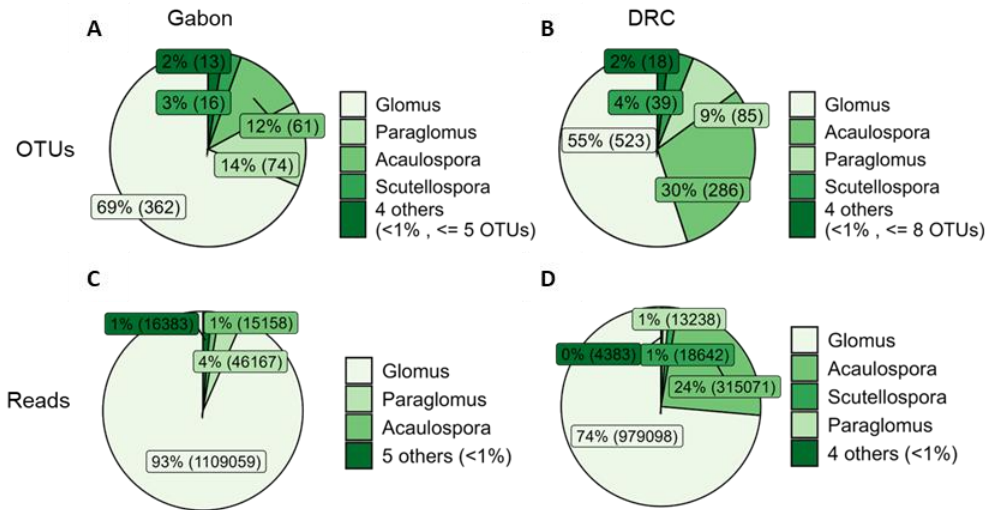 Gabon
DRC
A
B
OTUs
2% (13)
3% (16)
12% (61)
14% (74)
69% (362)
Glomus
Paraglomus
Acaulospora
Scutellospora
4 others
(<1% , <= 5 OTUs)
2% (18)
4% (39)
9% (85)
55% (523)
30% (286)
Glomus
Acaulospora
Paraglomus
Scutellospora
4 others
(<1% , <= 8 OTUs)
C
D
Reads
1% (16383)
1% (15158)
4% (46167)
93% (1109059)
Glomus
Paraglomus
Acaulospora
5 others (<1%)
1% (13238)
0% (4383)
1% (18642)
24% (315071)
74% (979098)
Glomus
Acaulospora
Scutellospora
Paraglomus
4 others (<1%)